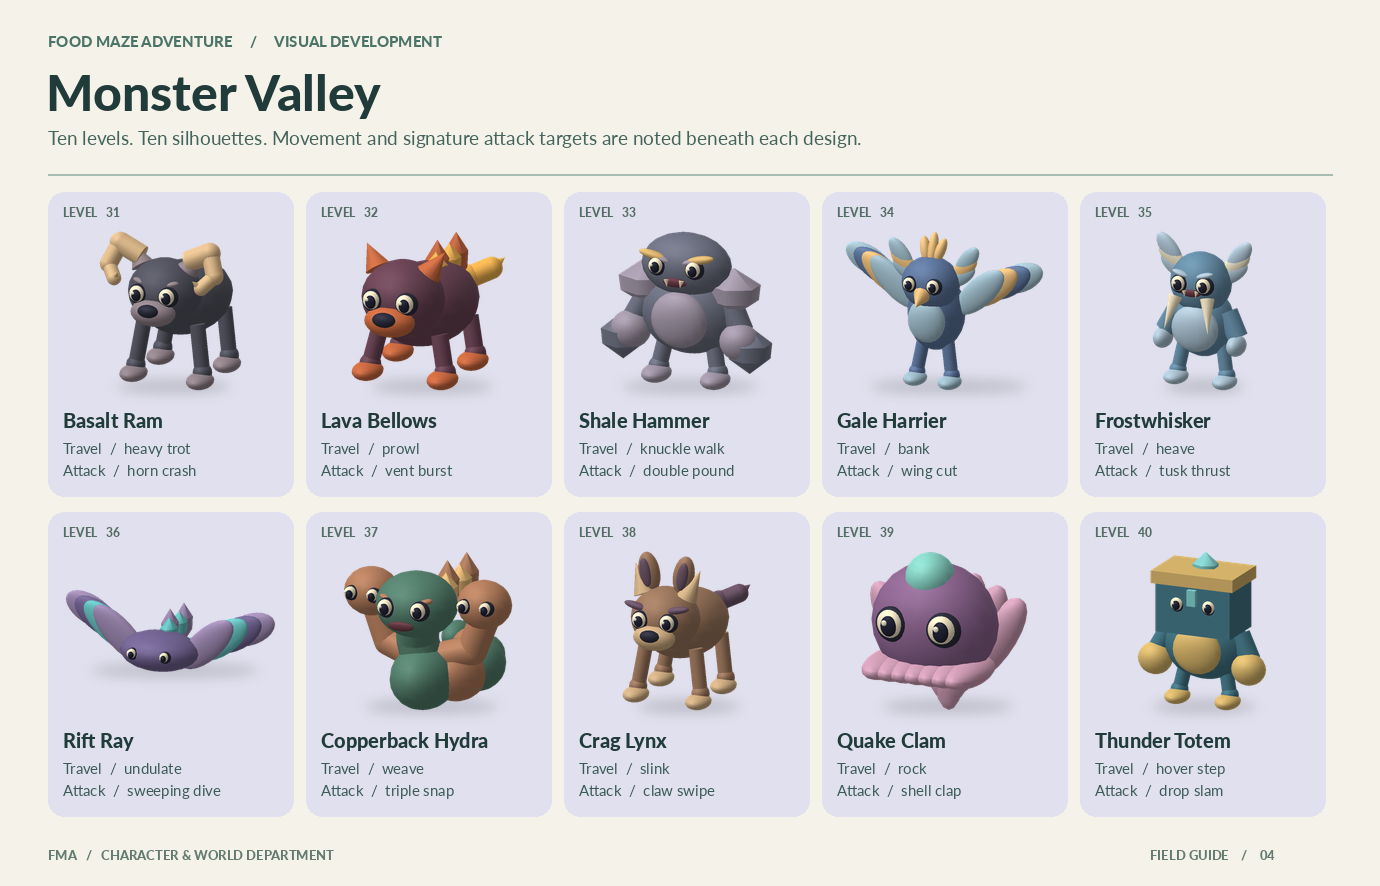 FOOD MAZE ADVENTURE / VISUAL DEVELOPMENT
Monster Valley
Ten levels. Ten silhouettes. Movement and signature attack targets are noted beneath each design.
LEVEL 31
Basalt Ram
Travel / heavy trot
Attack / horn crash
LEVEL 32
Lava Bellows
Travel / prowl
Attack / vent burst
LEVEL 33
Shale Hammer
Travel / knuckle walk
Attack / double pound
LEVEL 34
Gale Harrier
Travel / bank
Attack / wing cut
LEVEL 35
Frostwhisker
Travel / heave
Attack / tusk thrust
LEVEL 36
Rift Ray
Travel / undulate
Attack / sweeping dive
LEVEL 37
Copperback Hydra
Travel / weave
Attack / triple snap
LEVEL 38
Crag Lynx
Travel / slink
Attack / claw swipe
LEVEL 39
Quake Clam
Travel / rock
Attack / shell clap
LEVEL 40
Thunder Totem
Travel / hover step
Attack / drop slam
FMA / CHARACTER & WORLD DEPARTMENT
FIELD GUIDE / 04